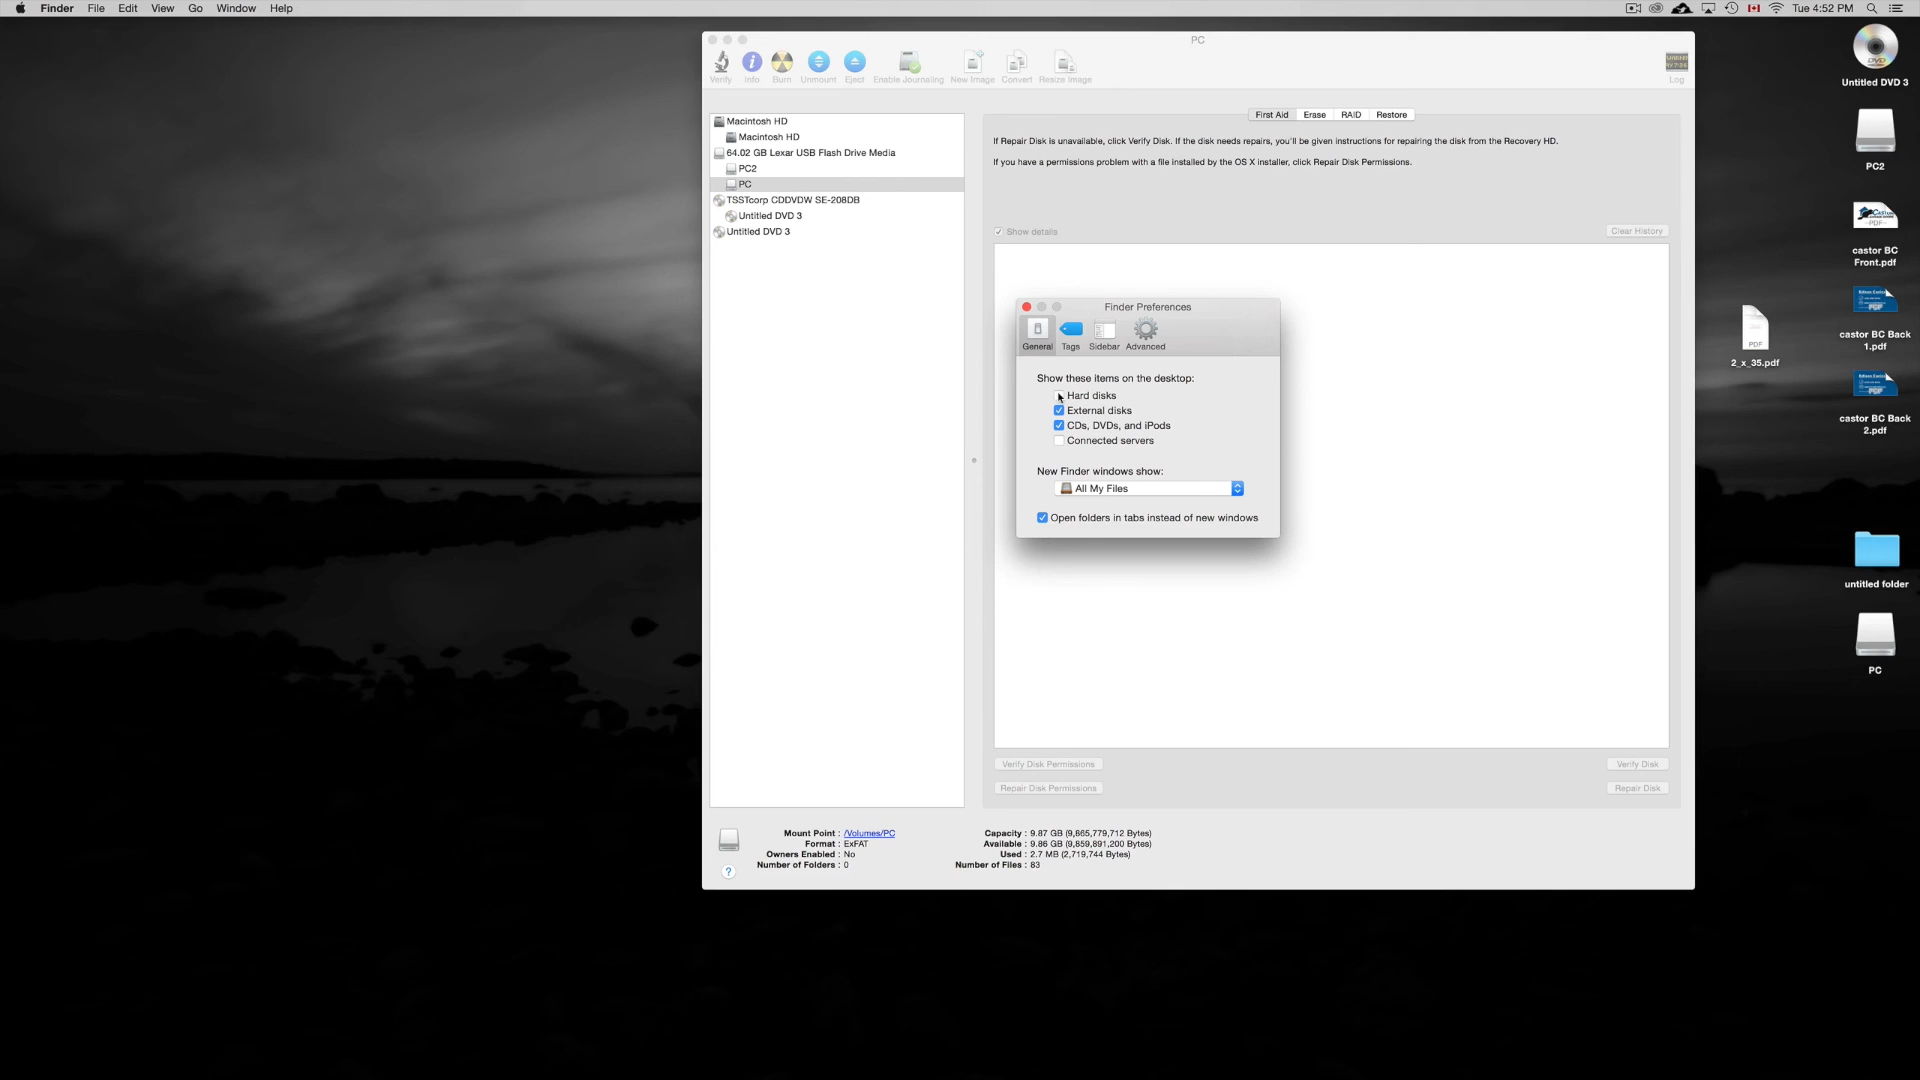 Finder File Edit View Go Window Help
Tue 4:52 PM
PC
Verify Info Burn Unmount Eject Enable Journaling New Image Convert Resize Image
Log
Macintosh HD
Macintosh HD
64.02 GB Lexar USB Flash Drive Media
PC2
PC
TSSTcorp CDDVDW SE-208DB
Untitled DVD 3
Untitled DVD 3
First Aid Erase RAID Restore
If Repair Disk is unavailable, click Verify Disk. If the disk needs repairs, you'll be given instructions for repairing the disk from the Recovery HD.
If you have a permissions problem with a file installed by the OS X installer, click Repair Disk Permissions.
Show details
Clear History
Finder Preferences
General Tags Sidebar Advanced
Show these items on the desktop:
Hard disks
External disks
CDs, DVDs, and iPods
Connected servers
New Finder windows show:
All My Files
Open folders in tabs instead of new windows
Verify Disk Permissions
Verify Disk
Repair Disk Permissions
Repair Disk
Mount Point : /Volumes/PC
Format : ExFAT
Owners Enabled : No
Number of Folders : 0
Capacity : 9.87 GB (9,865,779,712 Bytes)
Available : 9.86 GB (9,859,891,200 Bytes)
Used : 2.7 MB (2,719,744 Bytes)
Number of Files : 83
?
DVD
Untitled DVD 3
PC2
PDF
castor BC
Front.pdf
castor BC Back
1.pdf
PDF
2_x_35.pdf
castor BC Back
2.pdf
untitled folder
PC